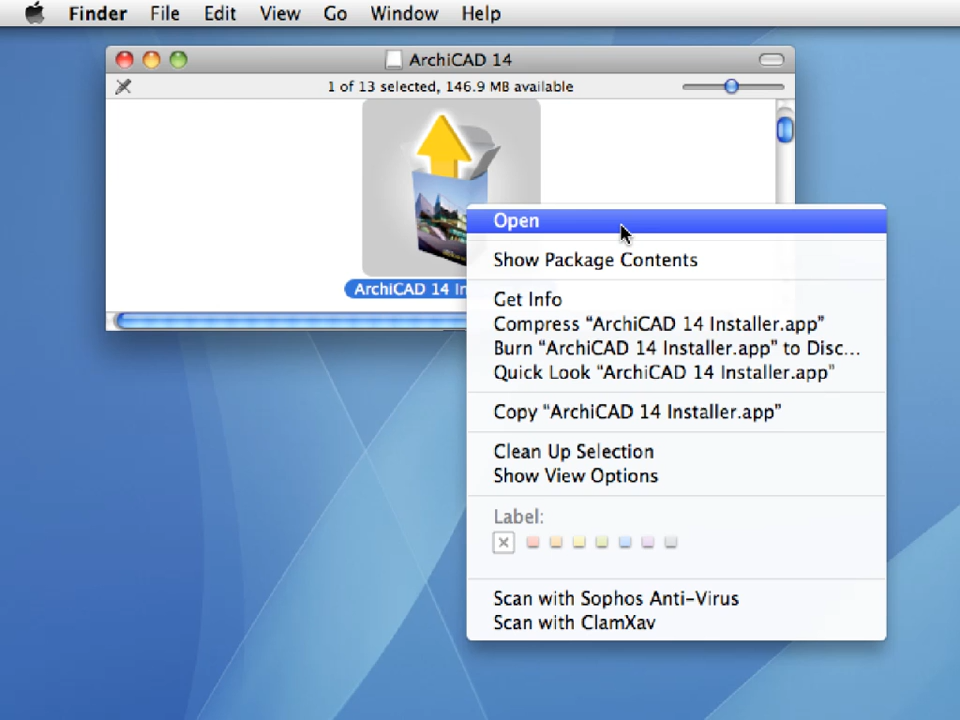 Finder File Edit View Go Window Help
ArchiCAD 14
1 of 13 selected, 146.9 MB available
ArchiCAD 14 In
Open
Show Package Contents
Get Info
Compress “ArchiCAD 14 Installer.app”
Burn “ArchiCAD 14 Installer.app” to Disc...
Quick Look “ArchiCAD 14 Installer.app”
Copy “ArchiCAD 14 Installer.app”
Clean Up Selection
Show View Options
Label:
Scan with Sophos Anti-Virus
Scan with ClamXav